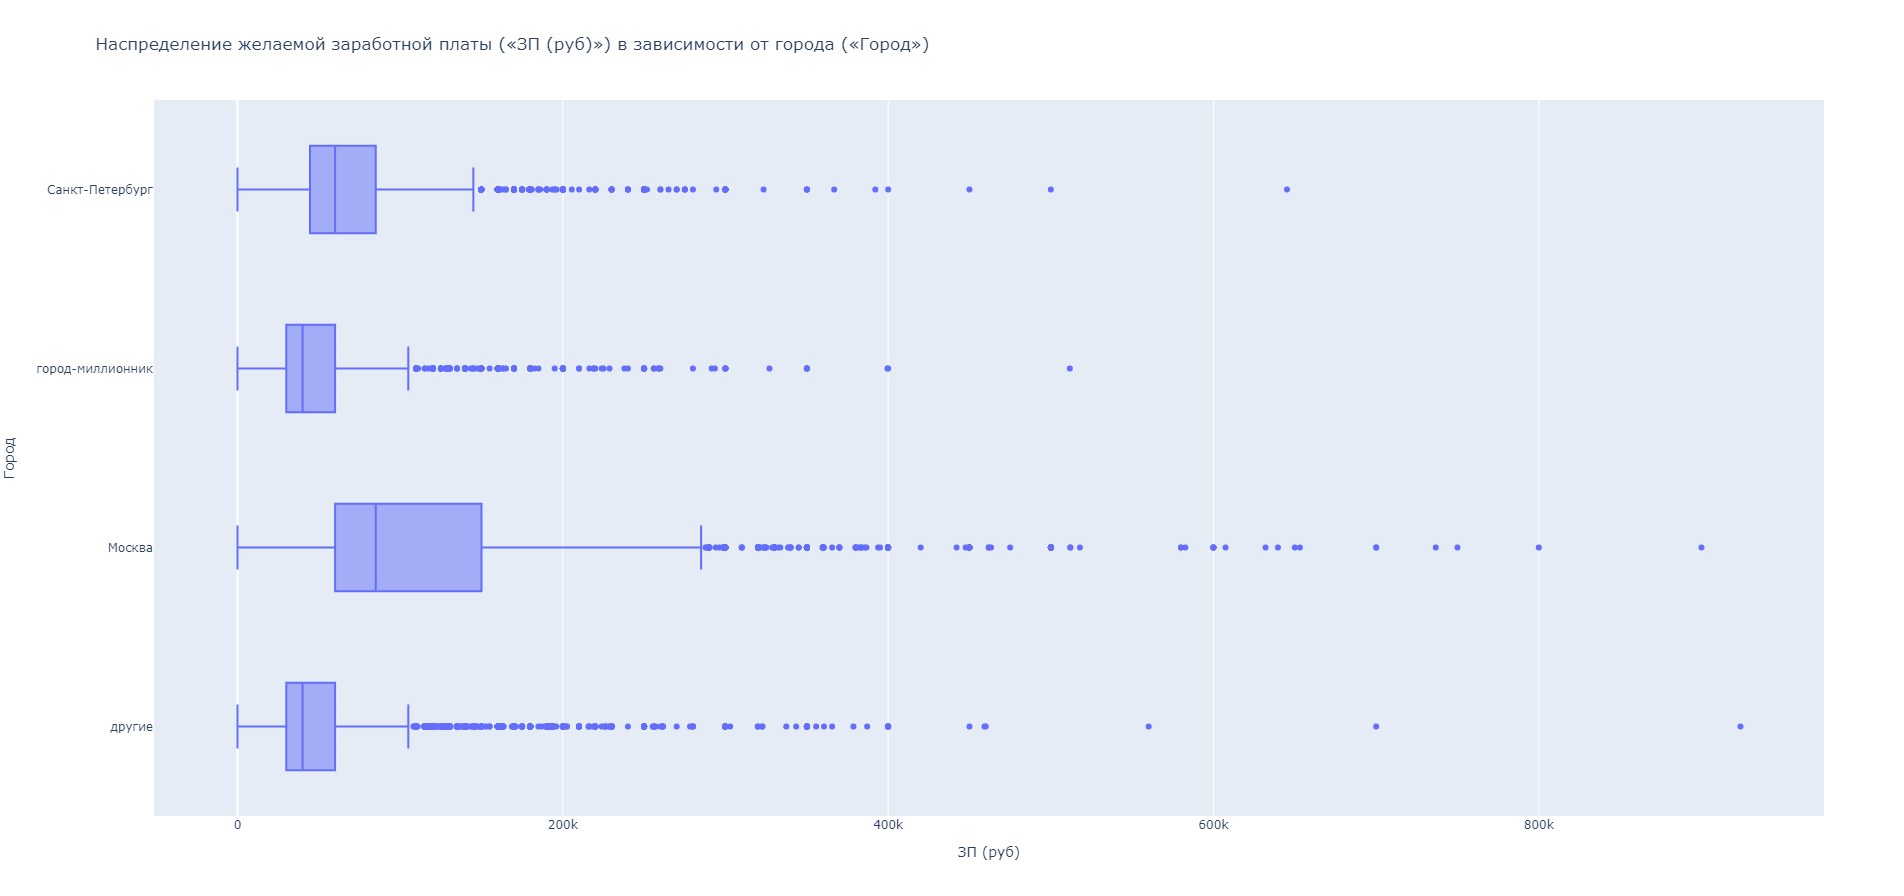 Наспределение желаемой заработной платы («ЗП (руб)») в зависимости от города («Город»)
Санкт-Петербург
город-миллионник
Город
Москва
другие
0
200k
400k
600k
800k
ЗП (руб)